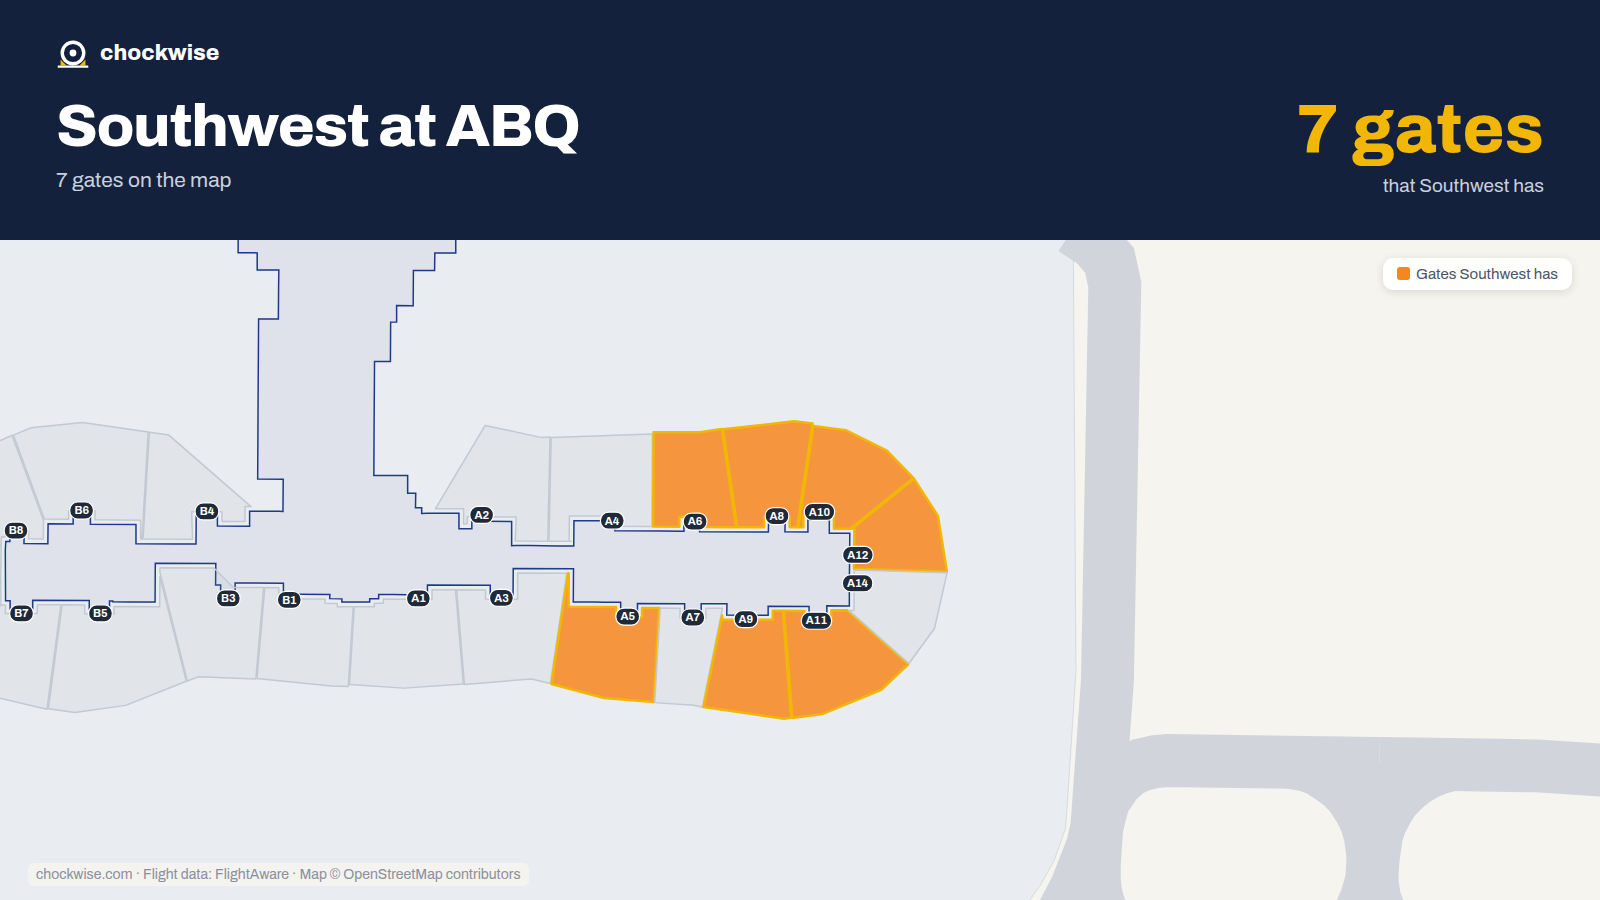 chockwise
Southwest at ABQ
7 gates on the map
7 gates
that Southwest has
Gates Southwest has
B8
B6
B4
A2
A4
A6
A8
A10
A12
A14
B7
B5
B3
B1
A1
A3
A5
A7
A9
A11
chockwise.com · Flight data: FlightAware · Map © OpenStreetMap contributors